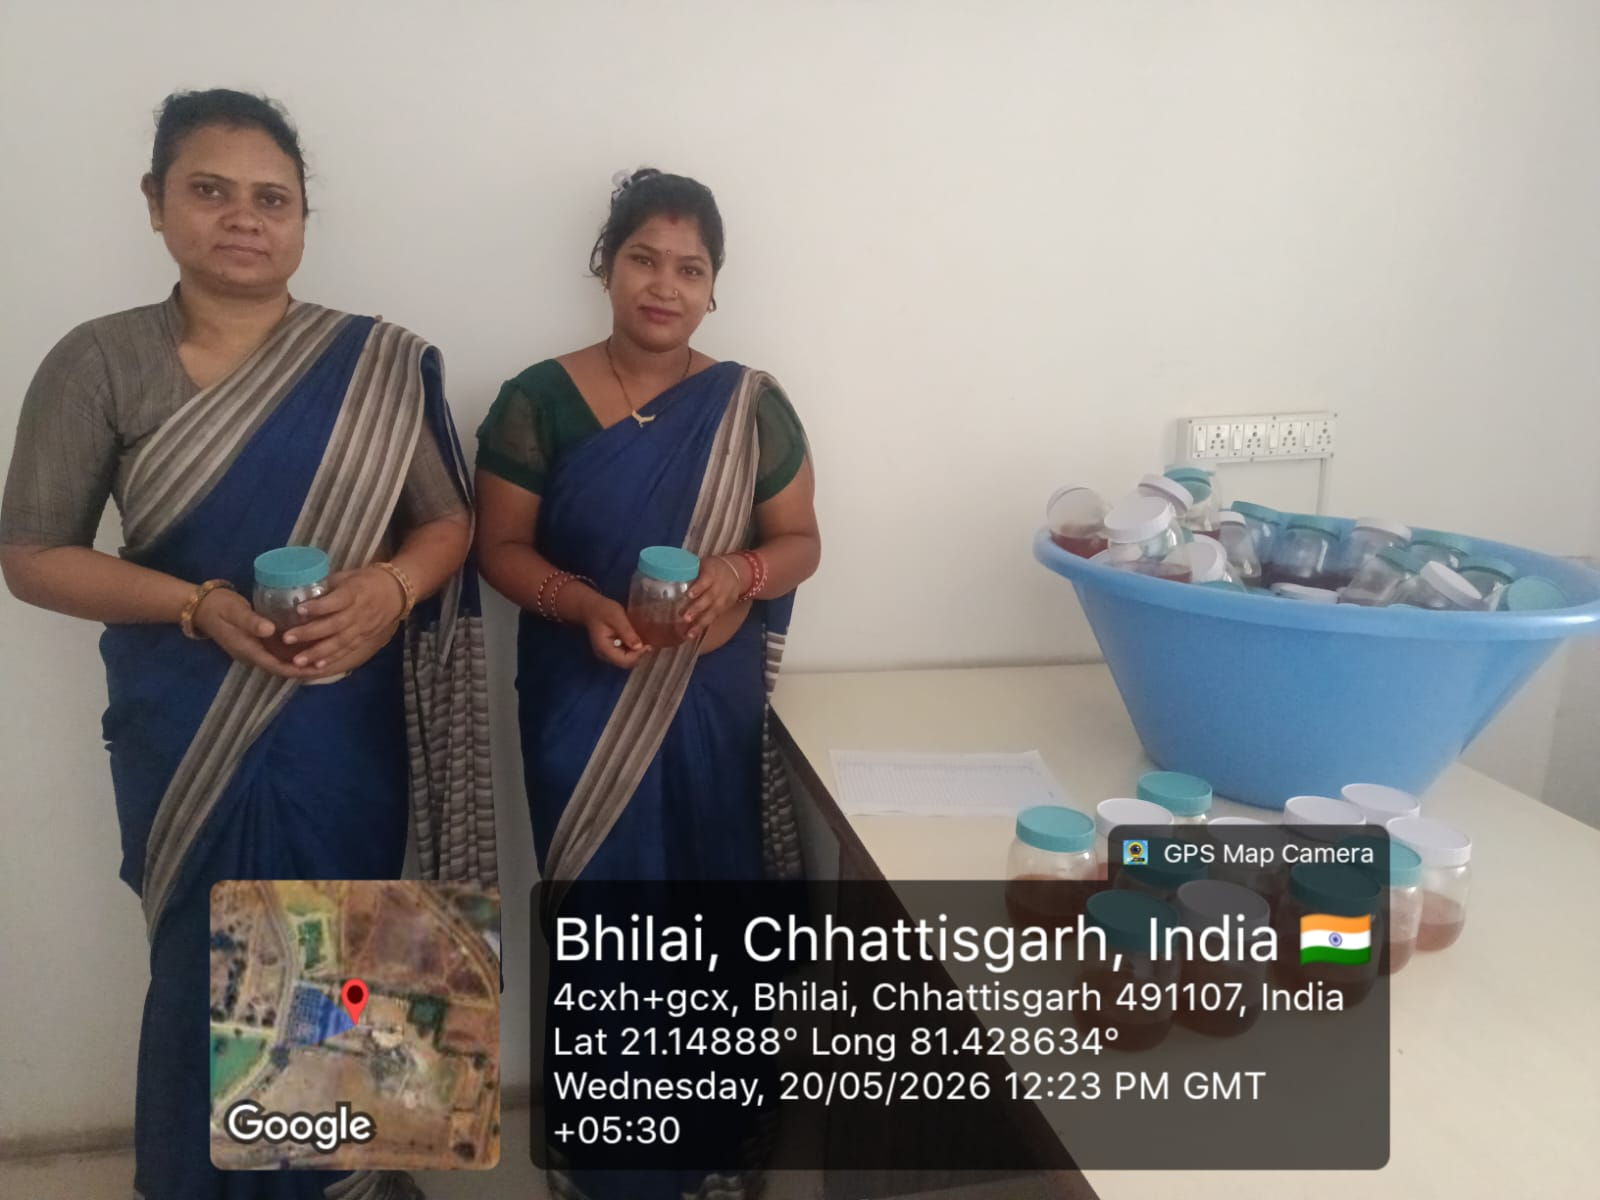 GPS Map Camera
Bhilai, Chhattisgarh, India
4cxh+gcx, Bhilai, Chhattisgarh 491107, India
Lat 21.14888° Long 81.428634°
Wednesday, 20/05/2026 12:23 PM GMT
+05:30
Google